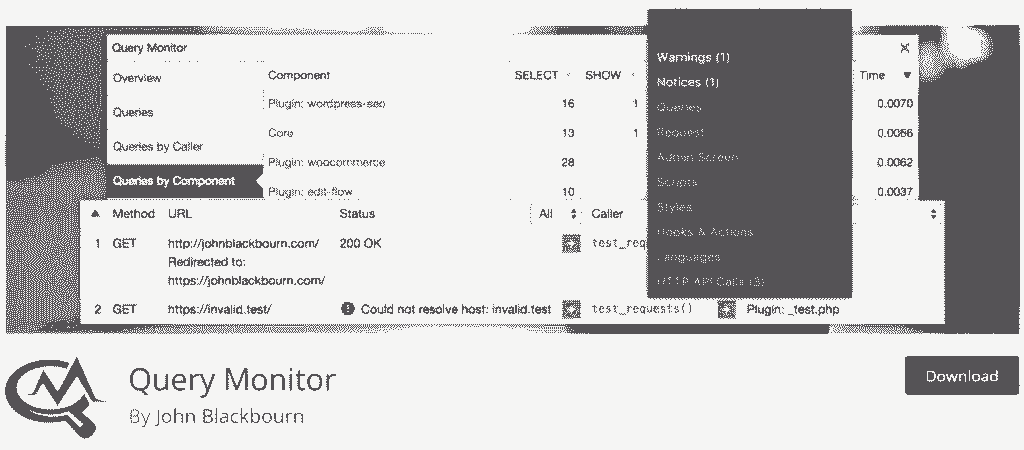 Query Monitor
Overview
Queries
Queries by Caller
Queries by Component
Component SELECT SHOW Time
Plugin: wordpress-seo 16 1 0.0070
Core 13 1 0.0066
Plugin: woocommerce 28 0.0062
Plugin: edit-flow 10 0.0037
Warnings (1)
Notices (1)
Queries
Request
Admin Screen
Scripts
Styles
Hooks & Actions
Languages
HTTP API Calls (3)
Method URL Status All Caller
1 GET http://johnblackbourn.com/ 200 OK test_req
Redirected to:
https://johnblackbourn.com/
2 GET https://invalid.test/ Could not resolve host: invalid.test test_requests() Plugin: _test.php
Query Monitor
By John Blackbourn
Download